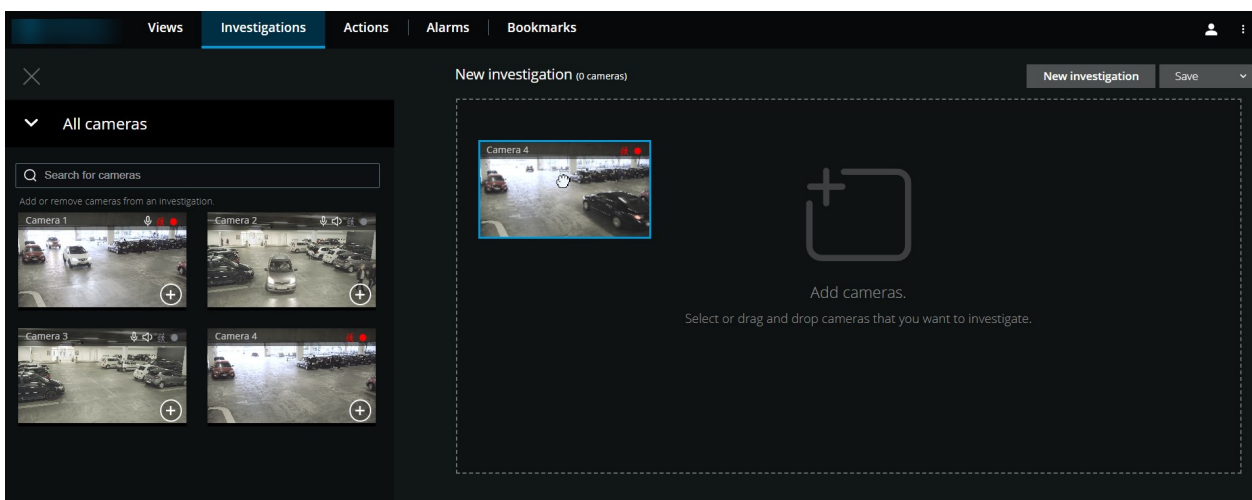 Views Investigations Actions Alarms Bookmarks
New investigation (0 cameras)
New investigation Save
All cameras
Search for cameras
Add or remove cameras from an investigation.
Camera 1 Camera 2
Camera 3 Camera 4
Camera 4
Add cameras.
Select or drag and drop cameras that you want to investigate.